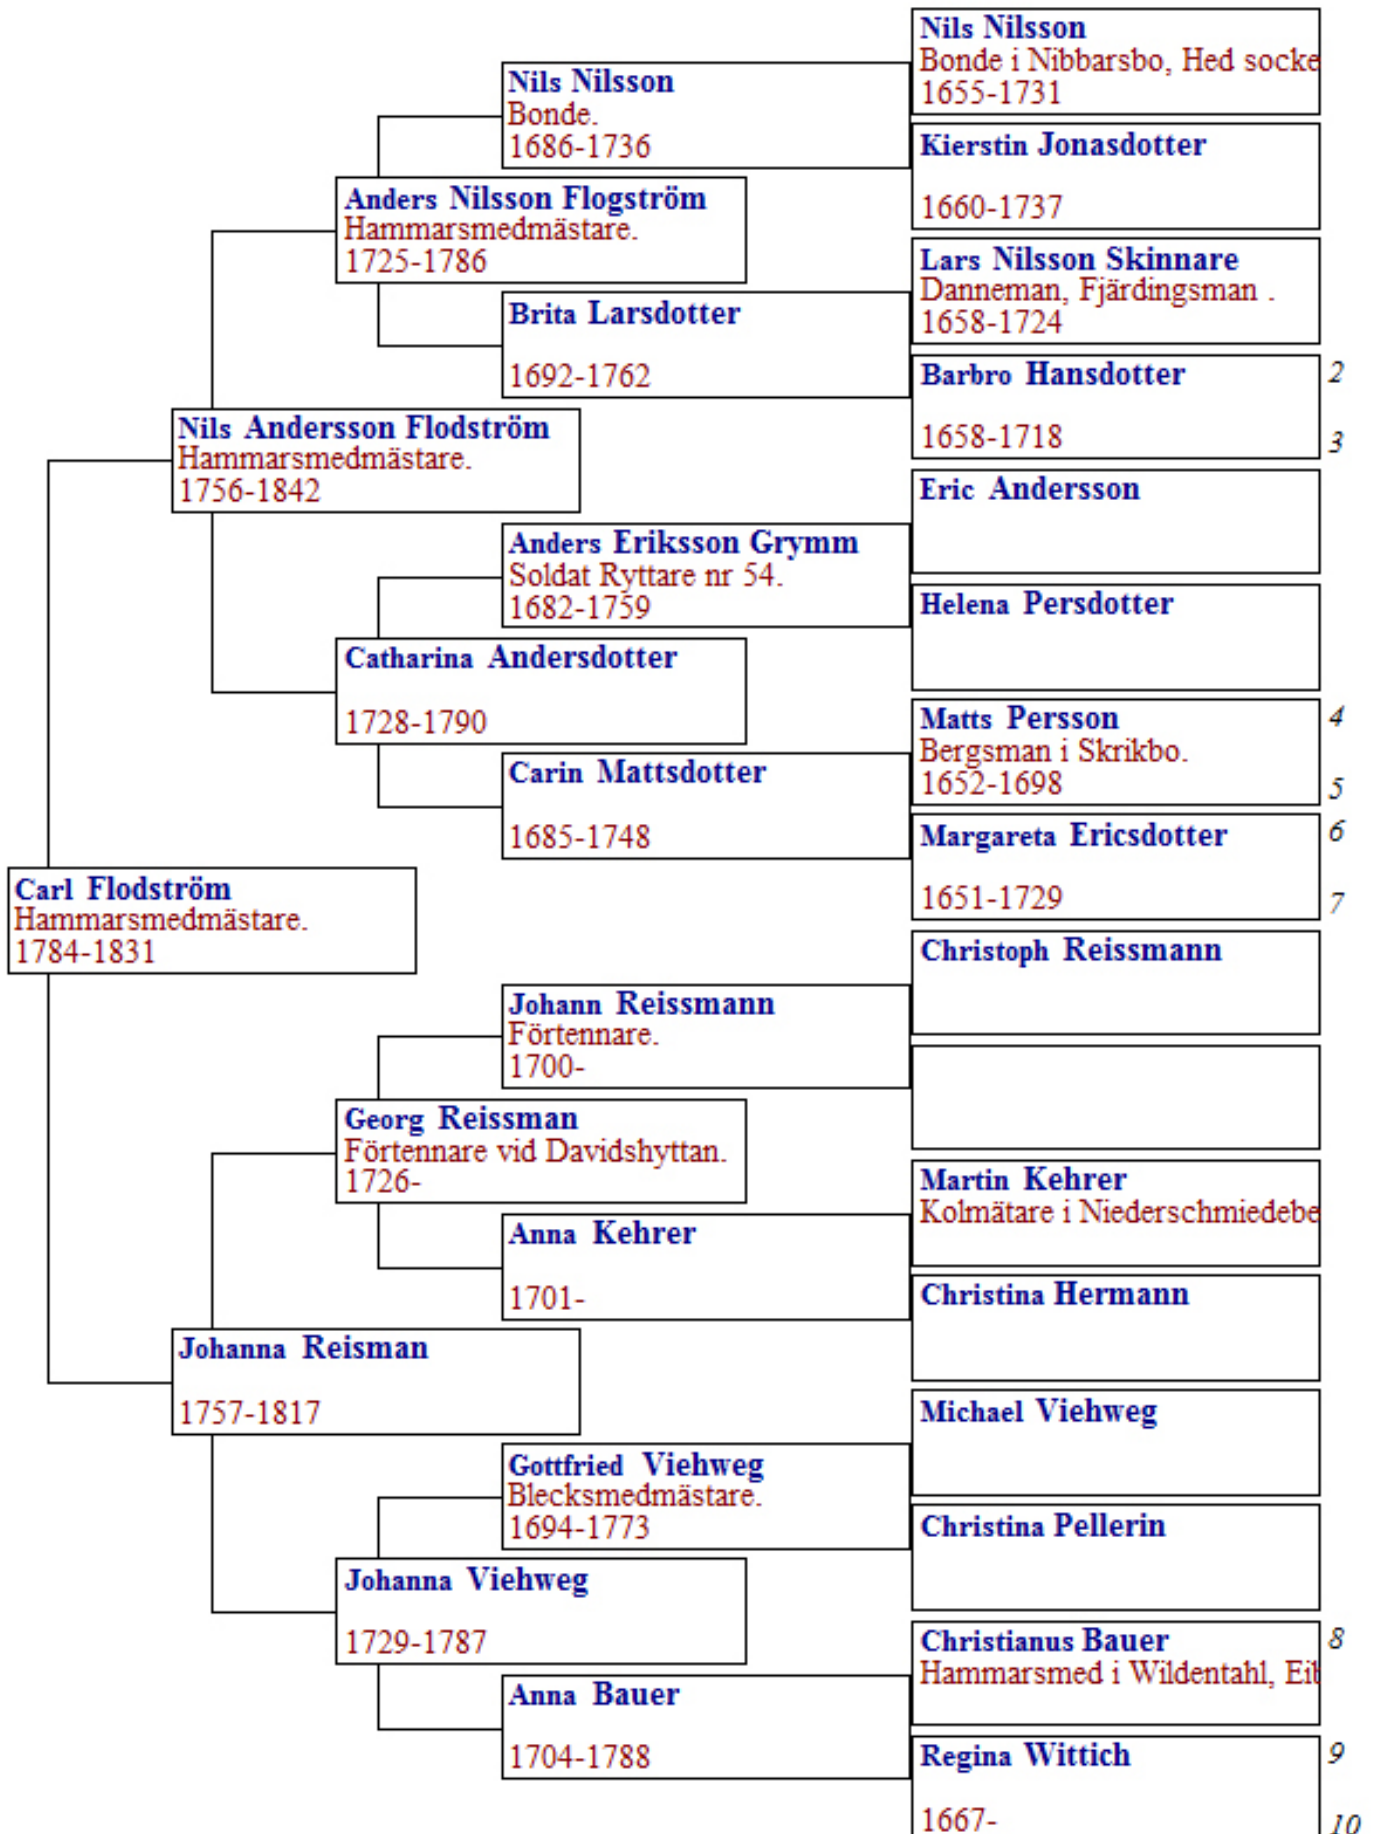 Nils Nilsson
Bonde i Nibbarsbo, Hed socke
1655-1731
Nils Nilsson
Bonde.
1686-1736
Kierstin Jonasdotter
1660-1737
Anders Nilsson Flogström
Hammarsmedmästare.
1725-1786
Lars Nilsson Skinnare
Danneman, Fjärdingsman .
1658-1724
Brita Larsdotter
1692-1762
Barbro Hansdotter
1658-1718
2
3
Nils Andersson Flodström
Hammarsmedmästare.
1756-1842
Eric Andersson
Anders Eriksson Grymm
Soldat Ryttare nr 54.
1682-1759
Helena Persdotter
Catharina Andersdotter
1728-1790
Matts Persson
Bergsman i Skrikbo.
1652-1698
4
5
Carin Mattsdotter
1685-1748
Margareta Ericsdotter
1651-1729
6
7
Carl Flodström
Hammarsmedmästare.
1784-1831
Christoph Reissmann
Johann Reissmann
Förtennare.
1700-
Georg Reissman
Förtennare vid Davidshyttan.
1726-
Martin Kehrer
Kolmätare i Niederschmiedebe
Anna Kehrer
1701-
Christina Hermann
Johanna Reisman
1757-1817
Michael Viehweg
Gottfried Viehweg
Blecksmedmästare.
1694-1773
Christina Pellerin
Johanna Viehweg
1729-1787
Christianus Bauer
Hammarsmed i Wildentahl, Eib
8
Anna Bauer
1704-1788
Regina Wittich
1667-
9
10